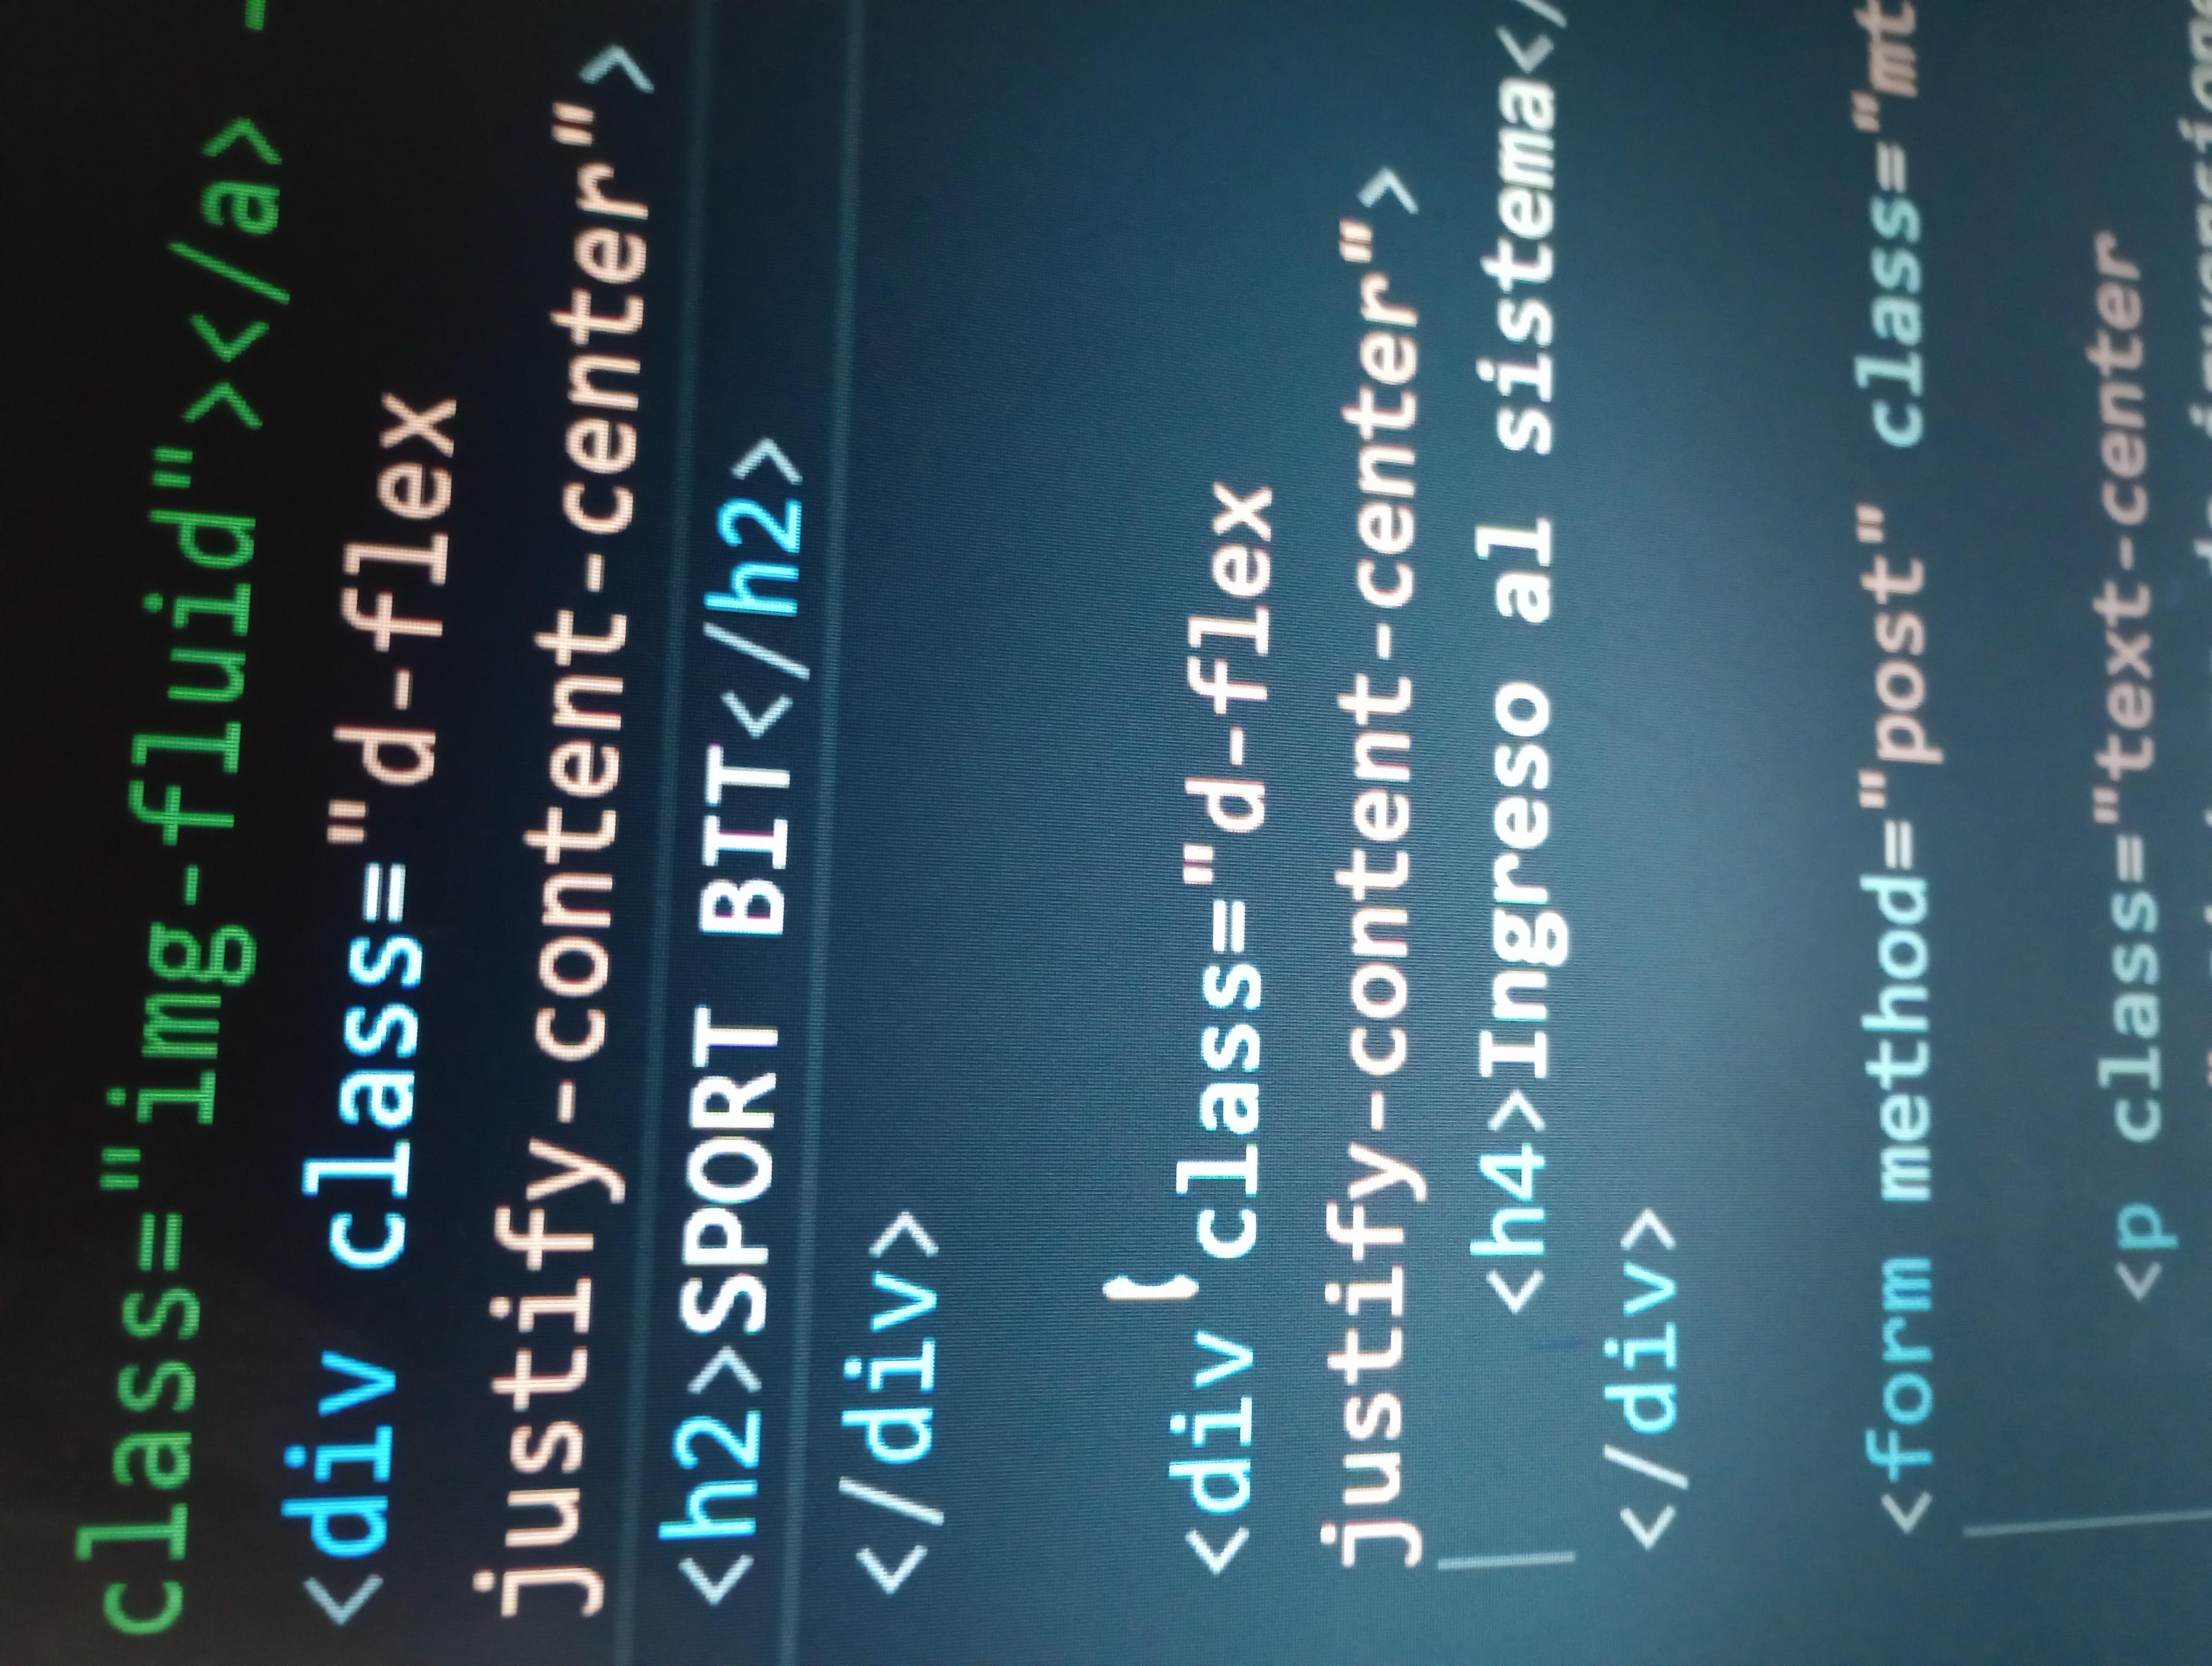 class="img-fluid"></a> -
<div class="d-flex
justify-content-center">
<h2>SPORT BIT</h2>
</div>
<div class="d-flex
justify-content-center">
<h4>Ingreso al sistema</
</div>
<form method="post" class="mt
<p class="text-center